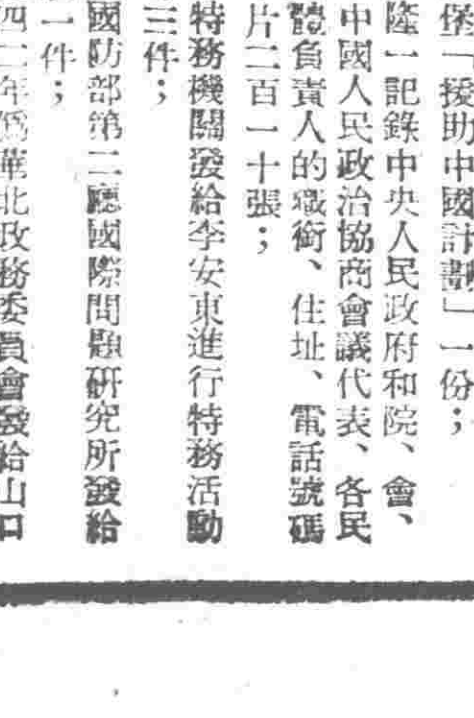 堡「援助中國計劃」一份；
隆一記錄中央人民政府和院、會、
中國人民政治協商會議代表、各民
體負責人的職銜、住址、電話號碼
片二百一十張；
特務機關發給李安東進行特務活動
三件；
國防部第二廳國際問題研究所發給
一件；
四二年僞華北政務委員會發給山口